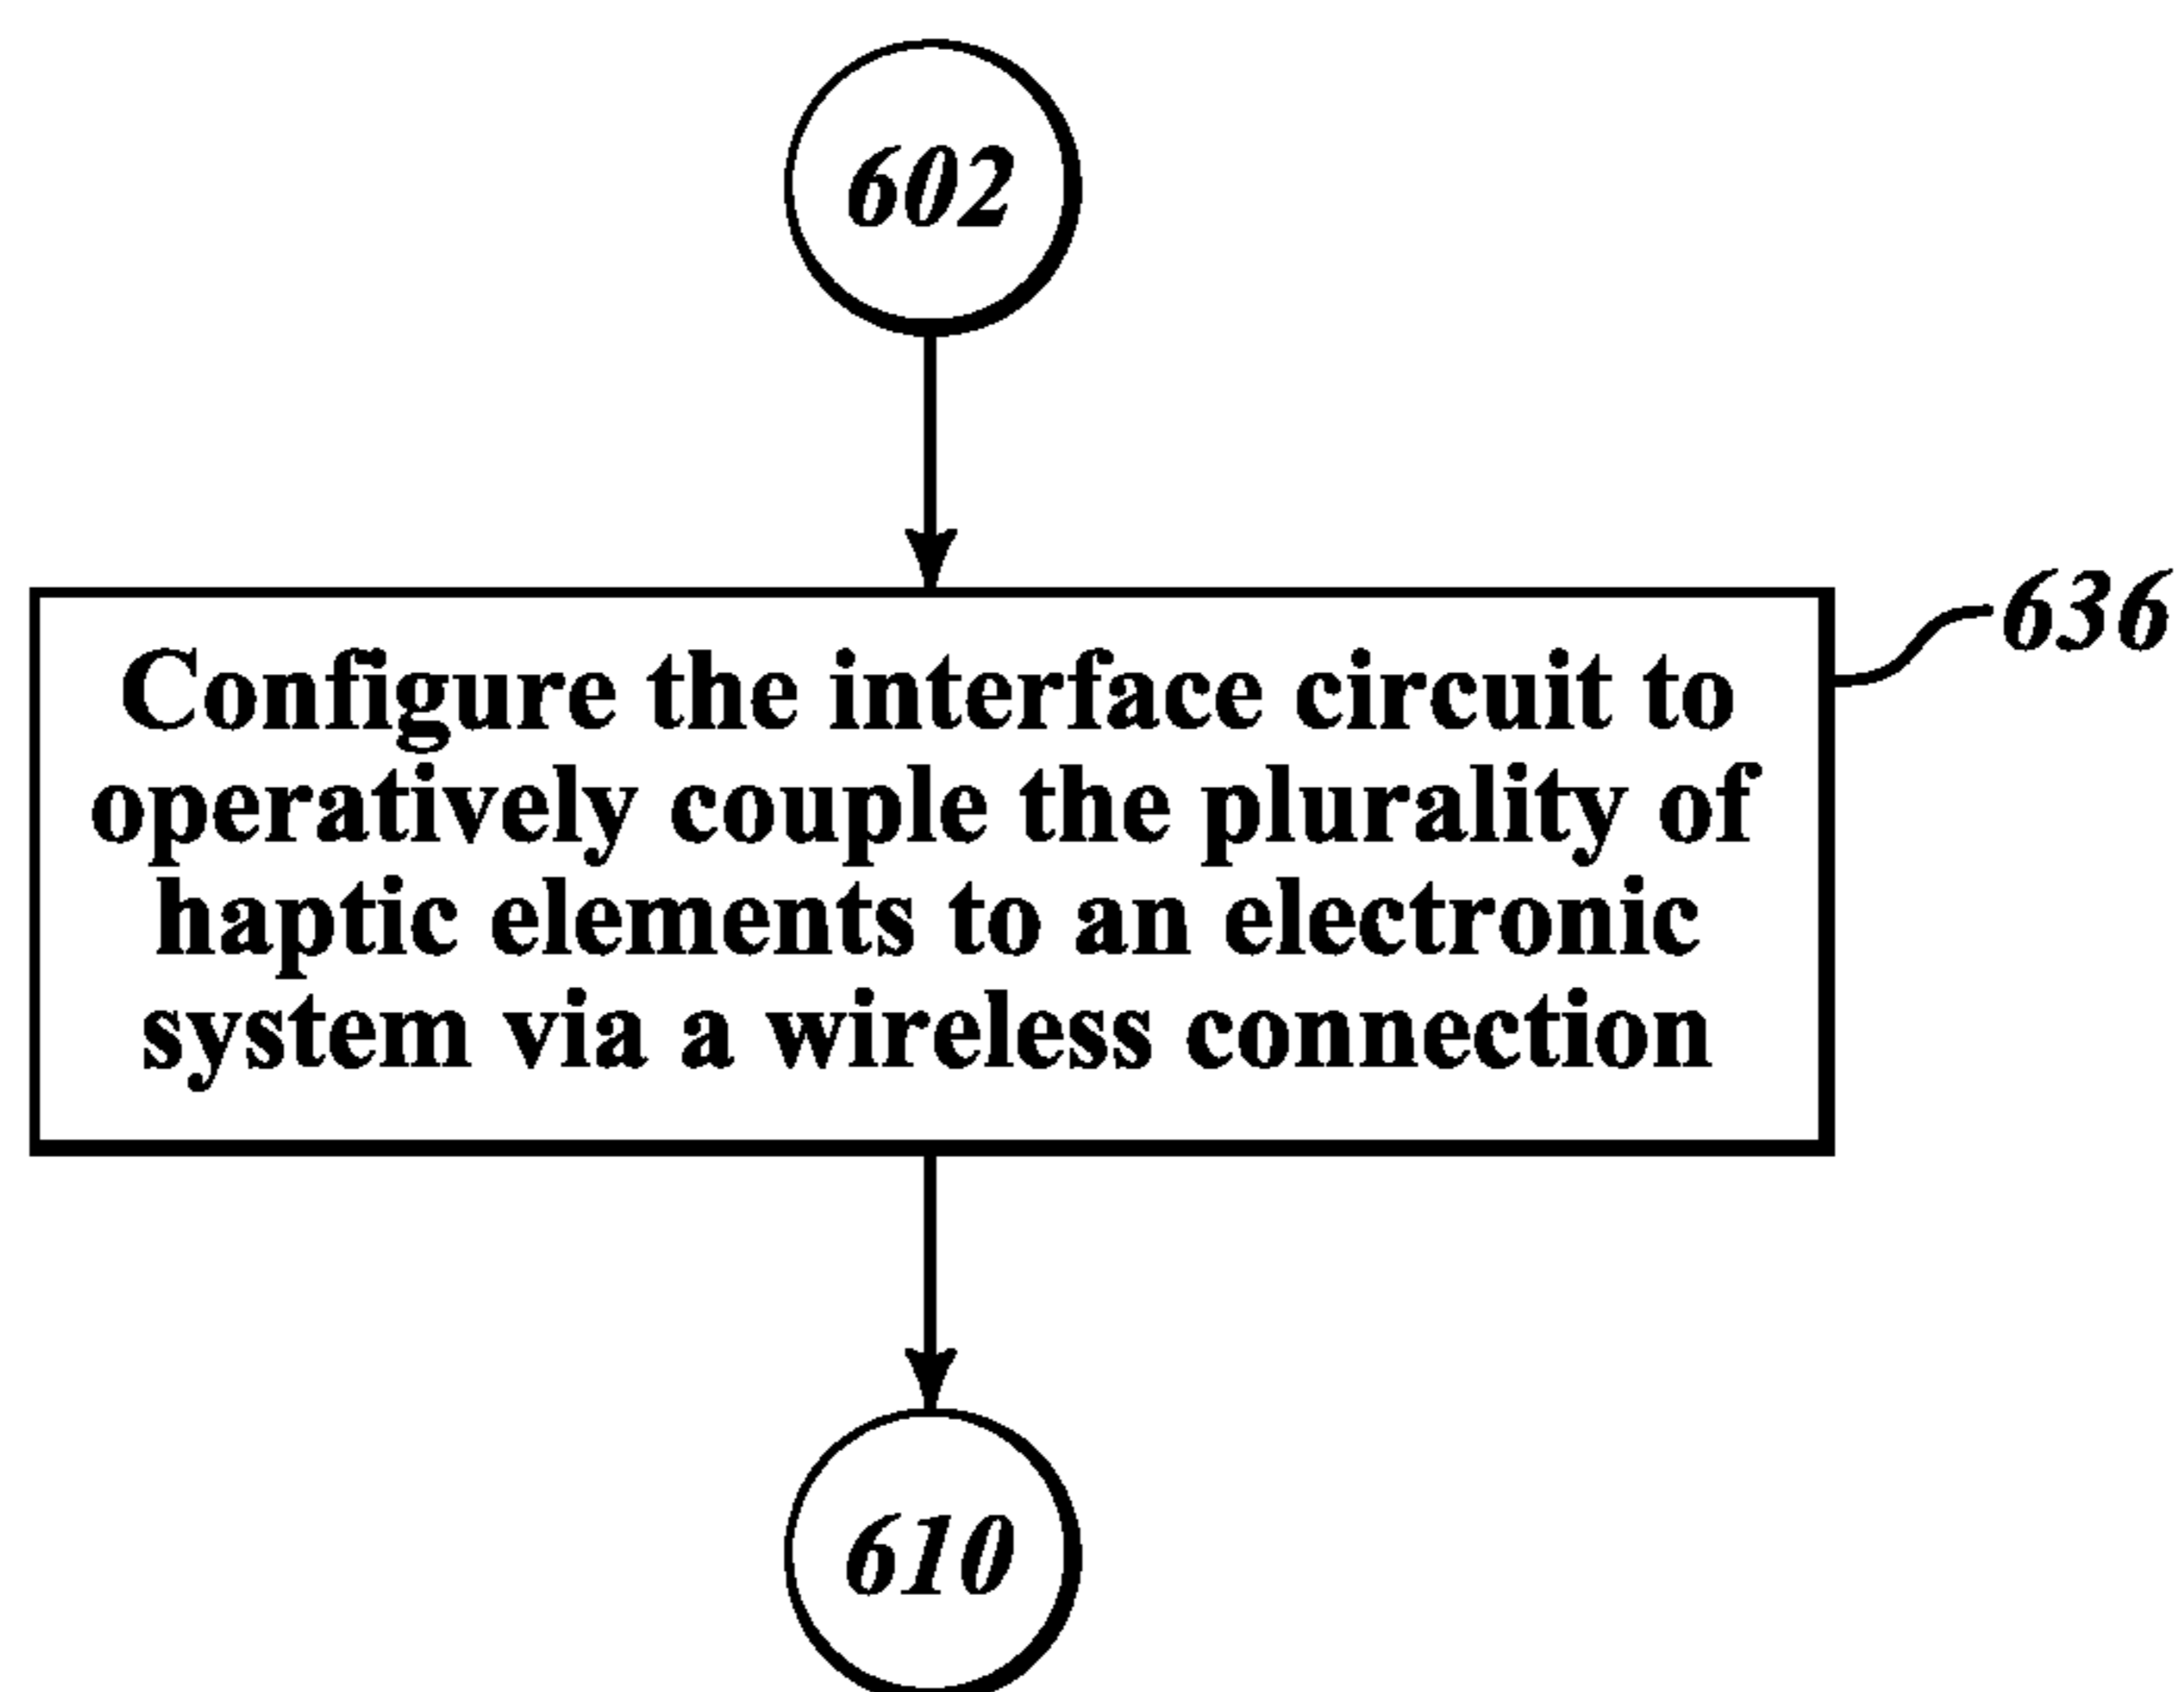 602
636
Configure the interface circuit to
operatively couple the plurality of
haptic elements to an electronic
system via a wireless connection
610